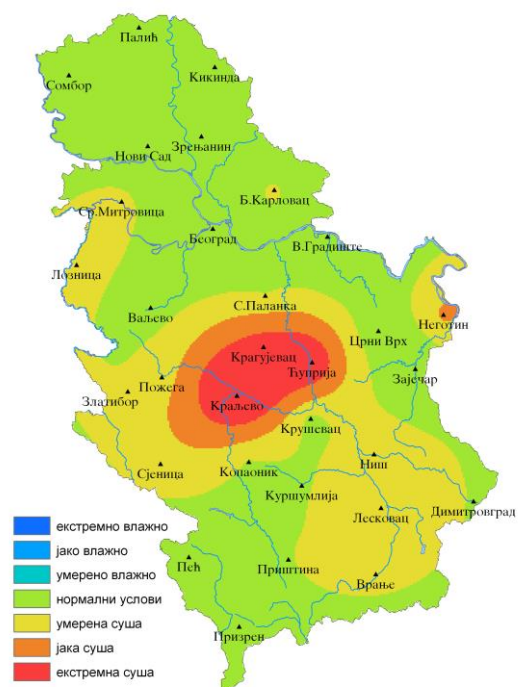 Палић
Кикинда
Сомбор
Зрењанин
Нови Сад
Б.Карловац
Ср.Митровица
Београд
В.Градиште
Лозница
С.Паланка
Ваљево
Неготин
Црни Врх
Крагујевац
Ћуприја
Зајечар
Пожега
Златибор
Краљево
Крушевац
Ниш
Сјеница
Копаоник
Куршумлија
Димитровград
Лесковац
Пећ
Приштина
Врање
Призрен
екстремно влажно
јако влажно
умерено влажно
нормални услови
умерена суша
јака суша
екстремна суша